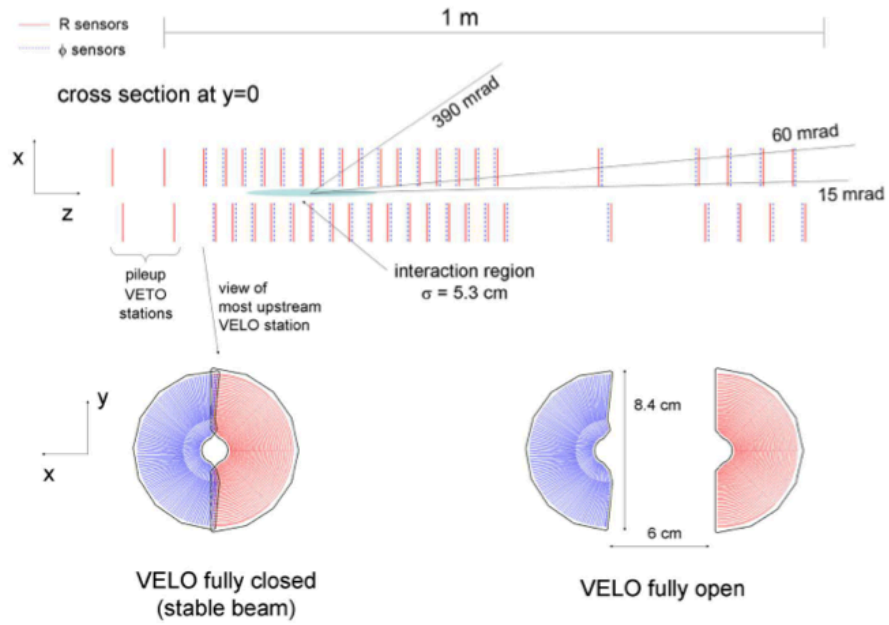 R sensors
ϕ sensors
1 m
cross section at y=0
390 mrad
60 mrad
15 mrad
x
z
pileup
VETO
stations
view of
most upstream
VELO station
interaction region
σ = 5.3 cm
y
x
8.4 cm
6 cm
VELO fully closed
(stable beam)
VELO fully open